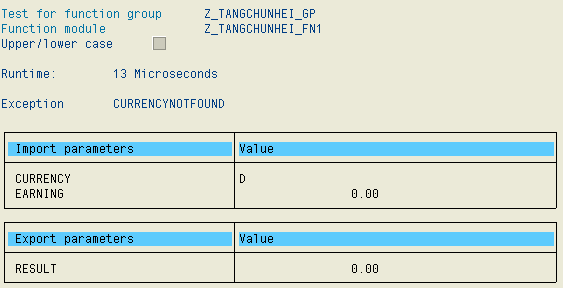 Test for function group Z_TANGCHUNHEI_GP
Function module Z_TANGCHUNHEI_FN1
Upper/lower case
Runtime: 13 Microseconds
Exception CURRENCYNOTFOUND
Import parameters Value
CURRENCY D
EARNING 0.00
Export parameters Value
RESULT 0.00